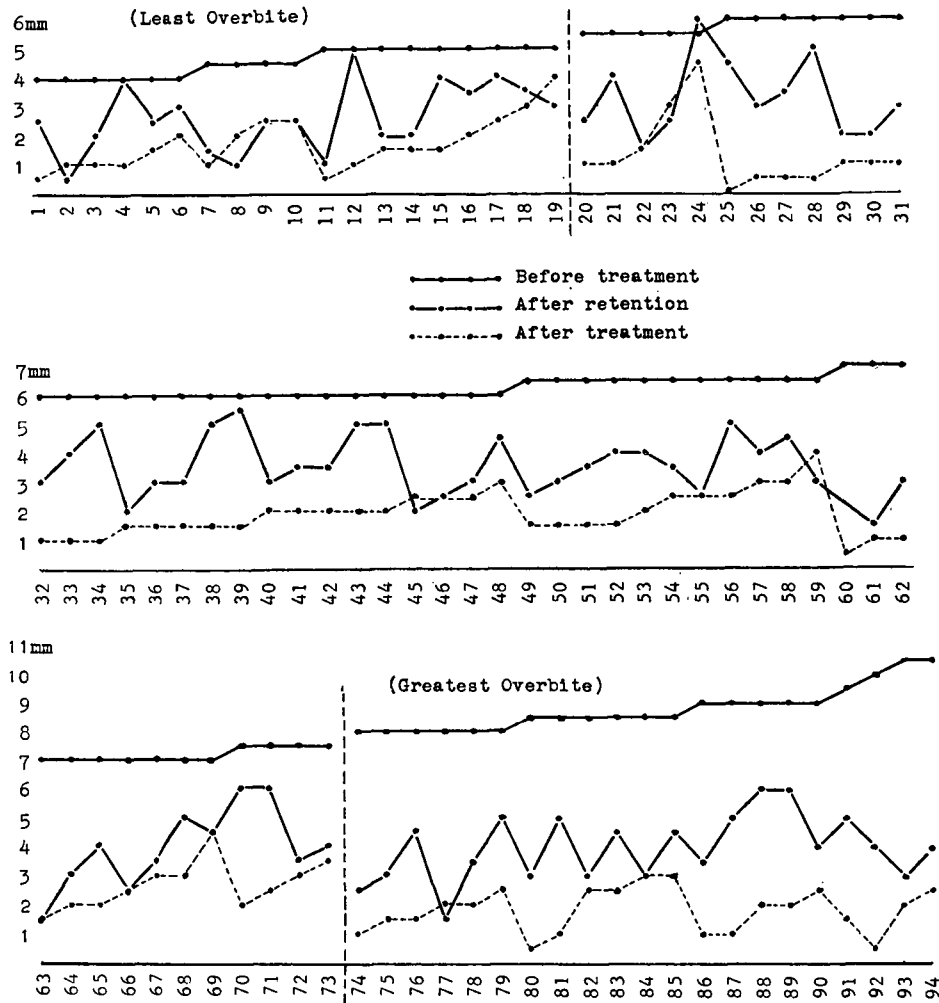 6mm (Least Overbite)
5
4
3
2
1
1 2 3 4 5 6 7 8 9 10 11 12 13 14 15 16 17 18 19 20 21 22 23 24 25 26 27 28 29 30 31
Before treatment
After retention
After treatment
7mm
6
5
4
3
2
1
32 33 34 35 36 37 38 39 40 41 42 43 44 45 46 47 48 49 50 51 52 53 54 55 56 57 58 59 60 61 62
11mm
10
(Greatest Overbite)
9
8
7
6
5
4
3
2
1
63 64 65 66 67 68 69 70 71 72 73 74 75 76 77 78 79 80 81 82 83 84 85 86 87 88 89 90 91 92 93 94